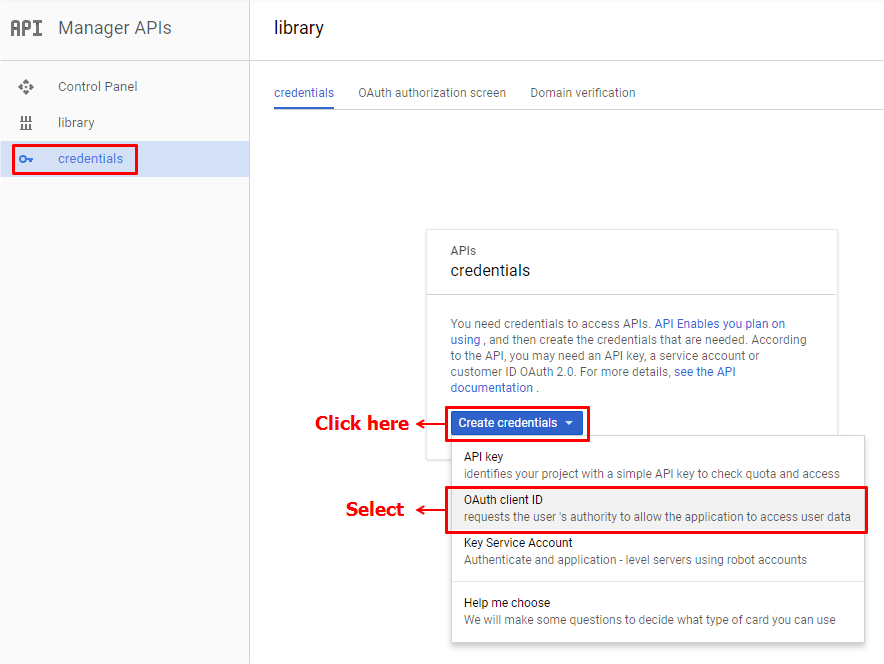 API Manager APIs
library
Control Panel
library
credentials
credentials
OAuth authorization screen
Domain verification
APIs
credentials
You need credentials to access APIs. API Enables you plan on
using , and then create the credentials that are needed. According
to the API, you may need an API key, a service account or
customer ID OAuth 2.0. For more details, see the API
documentation .
Click here
Create credentials
API key
identifies your project with a simple API key to check quota and access
Select
OAuth client ID
requests the user 's authority to allow the application to access user data
Key Service Account
Authenticate and application - level servers using robot accounts
Help me choose
We will make some questions to decide what type of card you can use